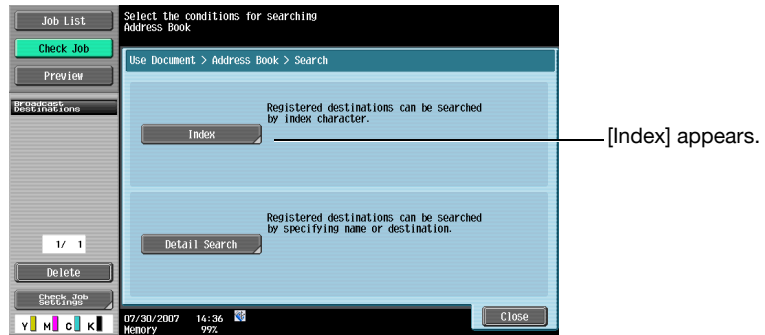 Job List
Check Job
Preview
Broadcast
Destinations
1/ 1
Delete
Check Job
Settings
Y M C K
Select the conditions for searching
Address Book
Use Document > Address Book > Search
Registered destinations can be searched
by index character.
Index
Registered destinations can be searched
by specifying name or destination.
Detail Search
07/30/2007 14:36
Memory 99%
Close
[Index] appears.